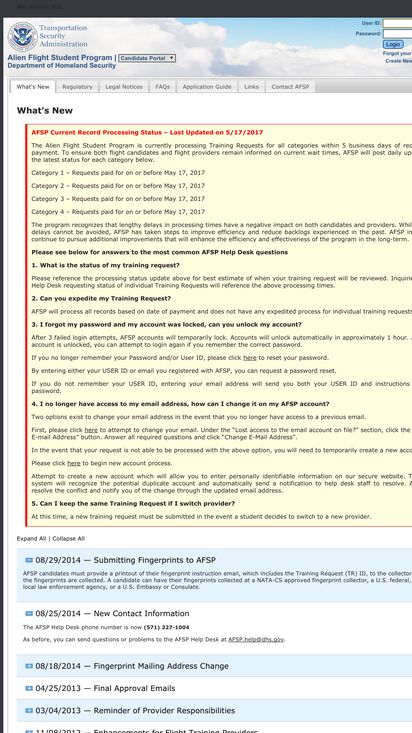 Transportation
Security
Administration
User ID:
Password:
Login
Forgot your
Create New
Alien Flight Student Program | Candidate Portal
Department of Homeland Security
What's New Regulatory Legal Notices FAQs Application Guide Links Contact AFSP
What's New
AFSP Current Record Processing Status – Last Updated on 5/17/2017
The Alien Flight Student Program is currently processing Training Requests for all categories within 5 business days of rec
payment. To ensure both flight candidates and flight providers remain informed on current wait times, AFSP will post daily up
the latest status for each category below.
Category 1 – Requests paid for on or before May 17, 2017
Category 2 – Requests paid for on or before May 17, 2017
Category 3 – Requests paid for on or before May 17, 2017
Category 4 – Requests paid for on or before May 17, 2017
The program recognizes that lengthy delays in processing times have a negative impact on both candidates and providers. Whil
delays cannot be avoided, AFSP has taken steps to improve efficiency and reduce backlogs experienced in the past. AFSP in
continue to pursue additional improvements that will enhance the efficiency and effectiveness of the program in the long-term.
Please see below for answers to the most common AFSP Help Desk questions
1. What is the status of my training request?
Please reference the processing status update above for best estimate of when your training request will be reviewed. Inquirie
Help Desk visiting status of individual Training Requests will reference the above processing times.
2. Can you expedite my Training Request?
AFSP will process all records based on date of payment and does not have any expedited process for individual training requests
3. I forgot my password and my account was locked, can you unlock my account?
After 3 failed login attempts, AFSP accounts will temporarily lock. Accounts will unlock automatically in approximately 1 hour. A
account is unlocked, you can attempt to login again if you remember the correct password.
If you no longer remember your Password and/or User ID, please click here to reset your password.
By entering either your USER ID or email you registered with AFSP, you can request a password reset.
If you do not remember your USER ID, entering your email address will send you both your USER ID and instructions
password.
4. I no longer have access to my email address, how can I change it on my AFSP account?
Two options exist to change your email address in the event that you no longer have access to a previous email.
First, please click here to attempt to change your email. Under the "Lost access to the email account on file?" section, click the
E-mail Address" button. Answer all required questions and click "Change E-Mail Address".
In the event that your request is not able to be processed with the above option, you will need to temporarily create a new acc
Please click here to begin new account process.
Attempt to create a new account which will allow you to enter personally identifiable information on our secure website. T
system will recognize the potential duplicate account and automatically send a notification to help desk staff to resolve. A
resolve the conflict and notify you of the change through the updated email address.
5. Can I keep the same Training Request if I switch provider?
At this time, a new training request must be submitted in the event a student decides to switch to a new provider.
Expand All | Collapse All
08/29/2014 — Submitting Fingerprints to AFSP
AFSP candidates must provide a printout of their fingerprint instruction email, which includes the Training Request (TR) ID, to the collector
the fingerprints are collected. A candidate can have their fingerprints collected at a NATA-CS approved fingerprint collector, a U.S. federal,
local law enforcement agency, or a U.S. Embassy or Consulate.
08/25/2014 — New Contact Information
The AFSP Help Desk phone number is now (571) 227-1004
As before, you can send questions or problems to the AFSP Help Desk at AFSP.help@dhs.gov.
08/18/2014 — Fingerprint Mailing Address Change
04/25/2013 — Final Approval Emails
03/04/2013 — Reminder of Provider Responsibilities
11/08/2012 — Enhancements for Flight Training Providers